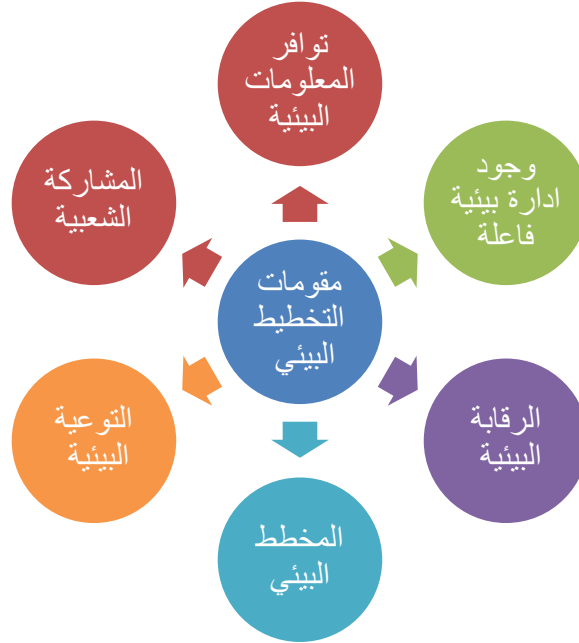 توافر
المعلومات
البيئية
وجود
ادارة بيئية
فاعلة
المشاركة
الشعبية
مقومات
التخطيط
البيئي
الرقابة
البيئية
التوعية
البيئية
المخطط
البيئي